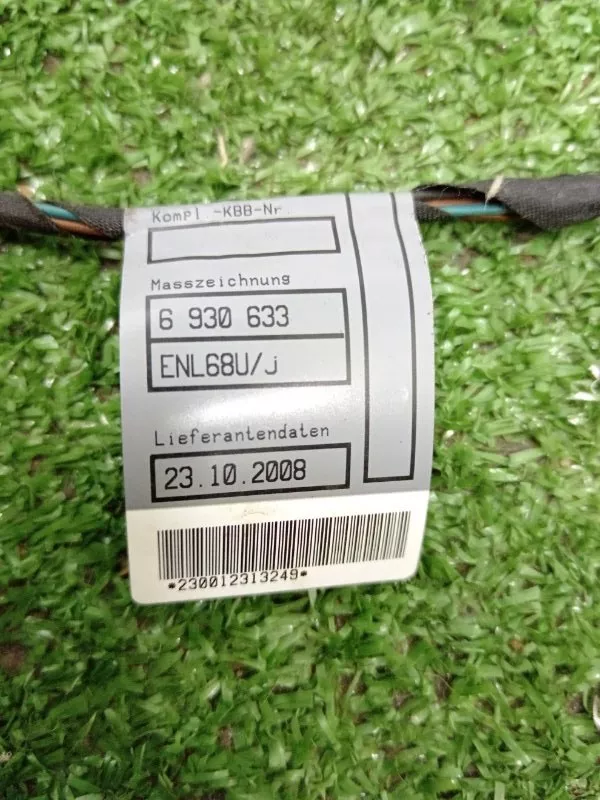 Kompl -KBB-Nr.
Masszeichnung
6 930 633
ENL68U/j
Lieferantendaten
23.10.2008
*230012313249*